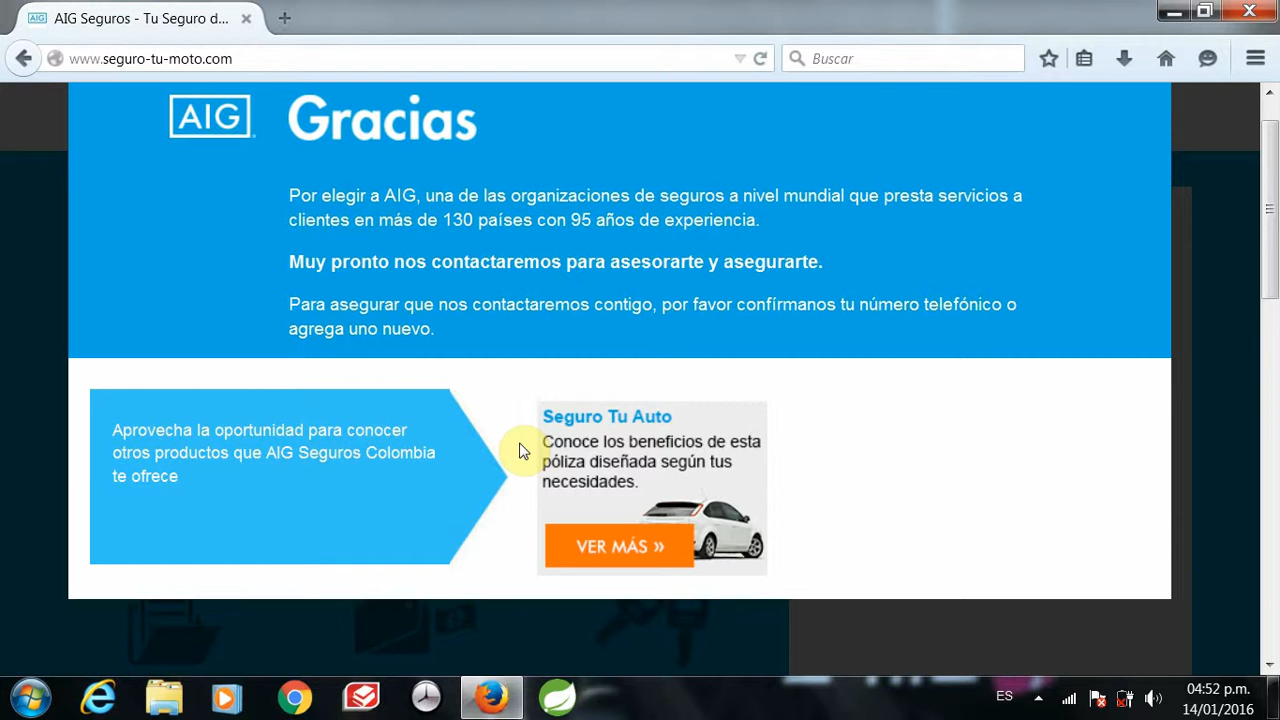 AIG Seguros - Tu Seguro d...
www.seguro-tu-moto.com
Buscar
AIG
Gracias
Por elegir a AIG, una de las organizaciones de seguros a nivel mundial que presta servicios a
clientes en más de 130 países con 95 años de experiencia.
Muy pronto nos contactaremos para asesorarte y asegurarte.
Para asegurar que nos contactaremos contigo, por favor confírmanos tu número telefónico o
agrega uno nuevo.
Aprovecha la oportunidad para conocer
otros productos que AIG Seguros Colombia
te ofrece
Seguro Tu Auto
Conoce los beneficios de esta
póliza diseñada según tus
necesidades.
VER MÁS »
ES
04:52 p.m.
14/01/2016